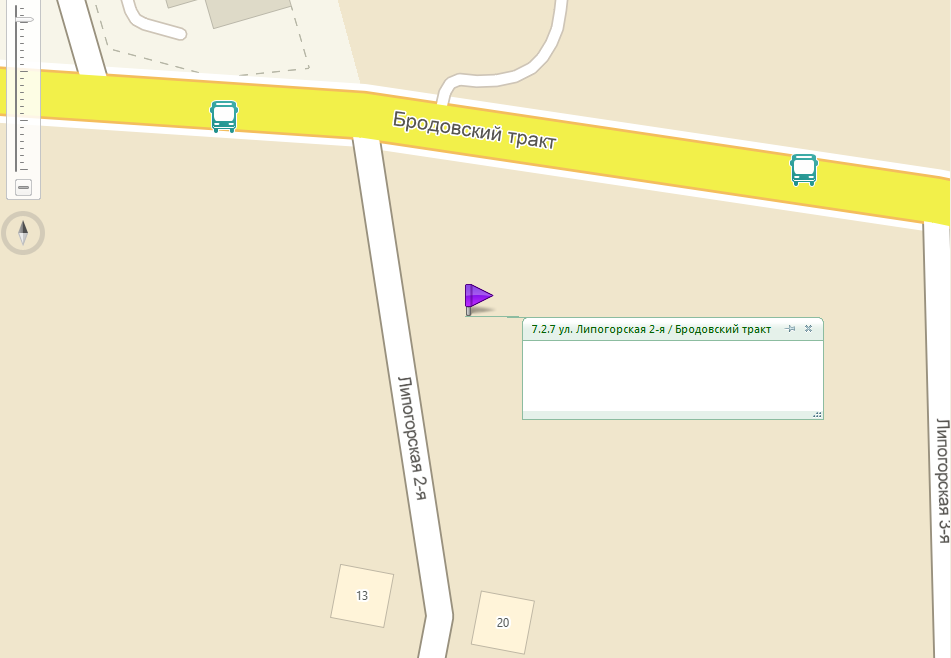 Бродовский тракт
7.2.7 ул. Липогорская 2-я / Бродовский тракт
Липогорская 2-я
Липогорская 3-я
13
20